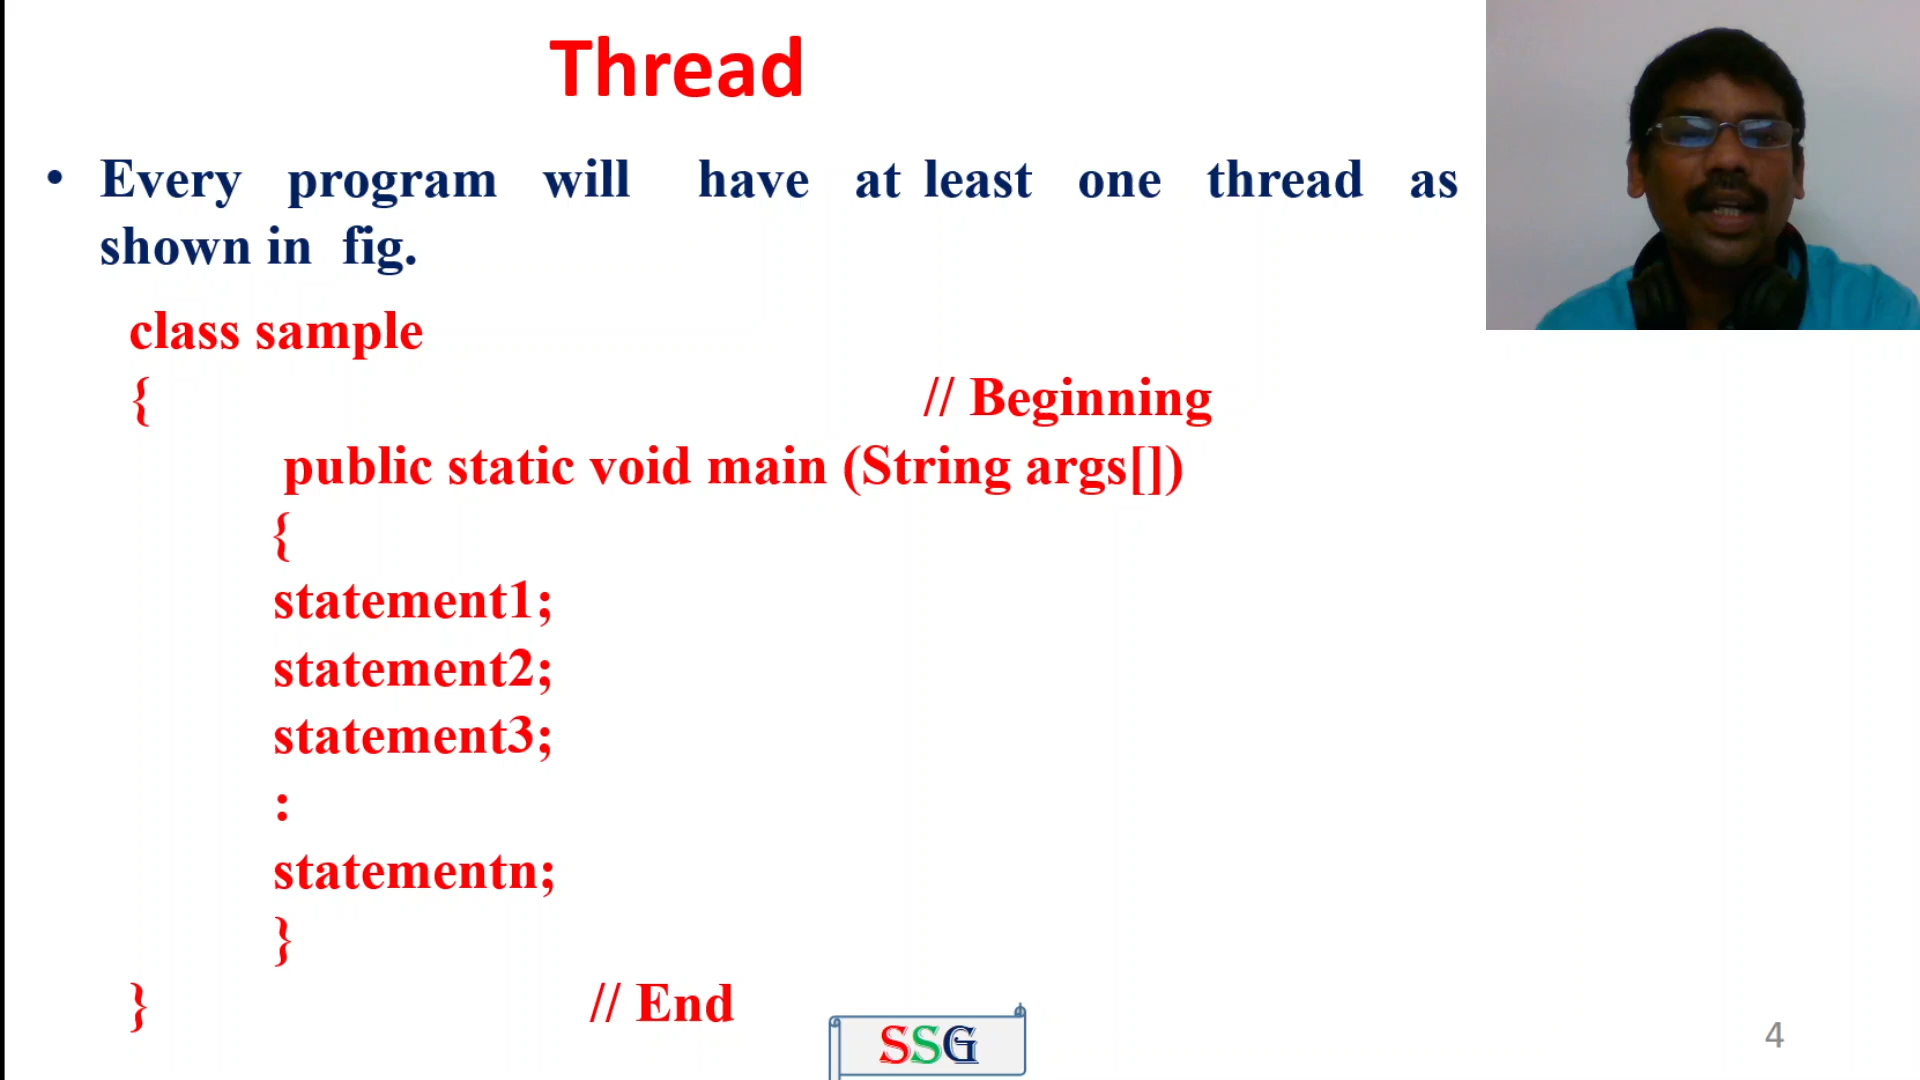 Thread
• Every program will have at least one thread as
shown in fig.
class sample
{ // Beginning
public static void main (String args[])
{
statement1;
statement2;
statement3;
:
statementn;
}
} // End
SSG
4